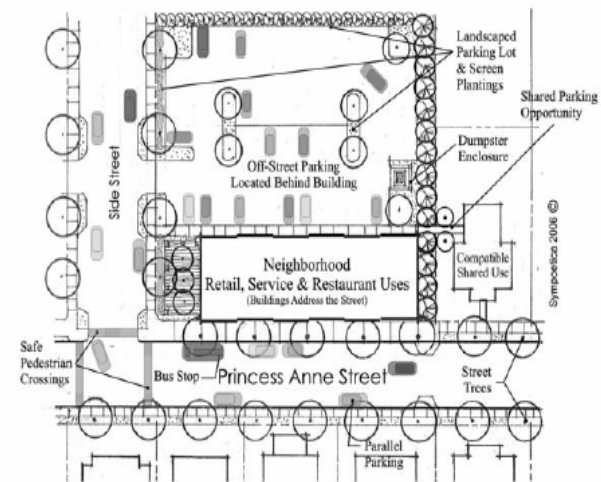 Landscaped
Parking Lot
& Screen
Plantings
Shared Parking
Opportunity
Dumpster
Enclosure
Off-Street Parking
Located Behind Building
Side Street
Neighborhood
Retail, Service & Restaurant Uses
(Buildings Address the Street)
Compatible
Shared Use
Sympoetica 2006 ©
Safe
Pedestrian
Crossings
Bus Stop
Princess Anne Street
Street
Trees
Parallel
Parking